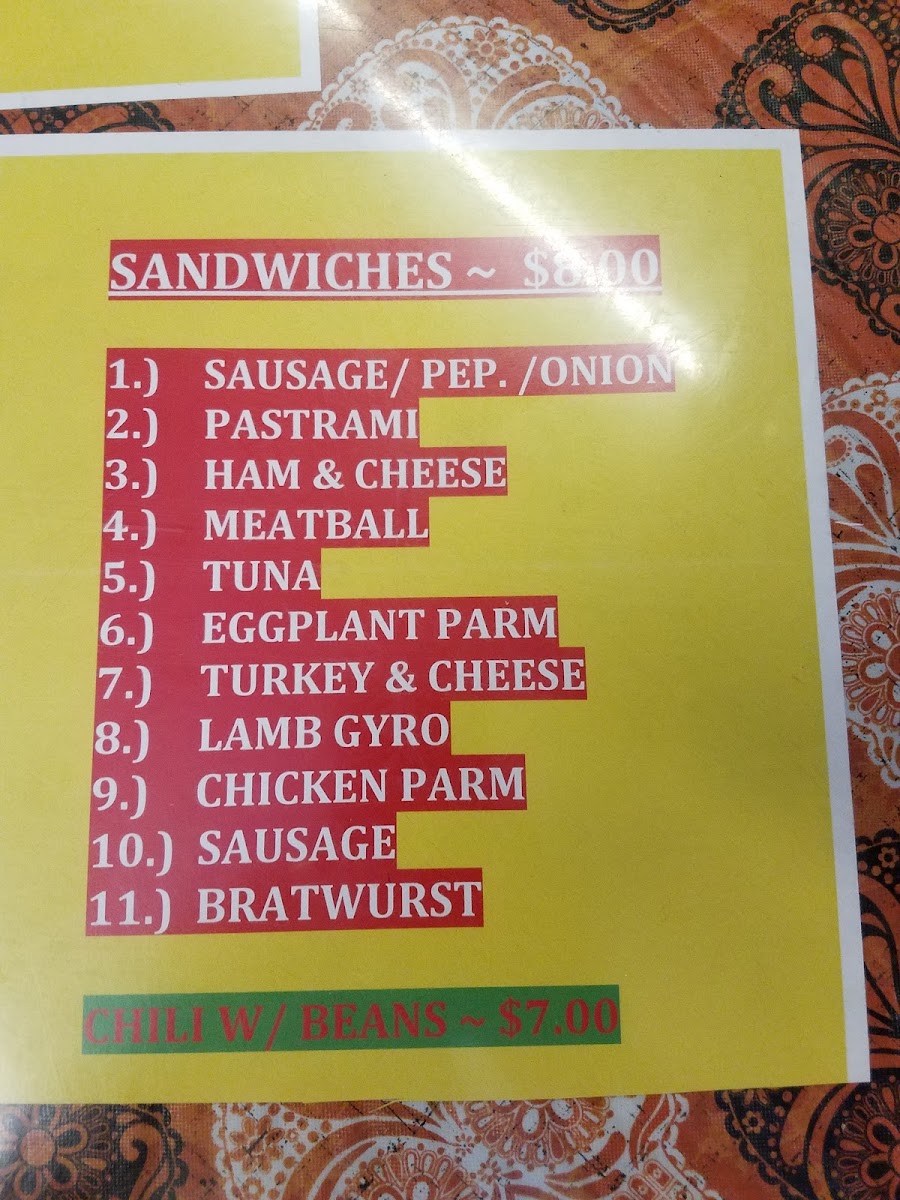 SANDWICHES ~ $8.00
1.) SAUSAGE/ PEP. /ONION
2.) PASTRAMI
3.) HAM & CHEESE
4.) MEATBALL
5.) TUNA
6.) EGGPLANT PARM
7.) TURKEY & CHEESE
8.) LAMB GYRO
9.) CHICKEN PARM
10.) SAUSAGE
11.) BRATWURST
CHILI W/ BEANS ~ $7.00